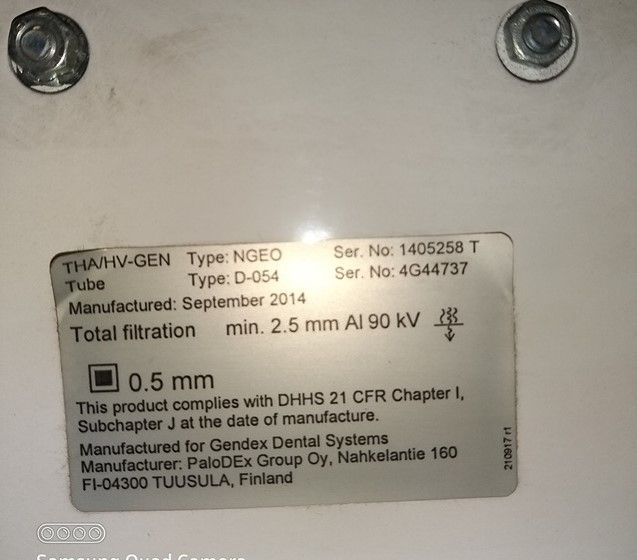 THA/HV-GEN Type: NGEO Ser. No: 1405258 T
Tube Type: D-054 Ser. No: 4G44737
Manufactured: September 2014
Total filtration min. 2.5 mm Al 90 kV
0.5 mm
This product complies with DHHS 21 CFR Chapter I,
Subchapter J at the date of manufacture.
Manufactured for Gendex Dental Systems
Manufacturer: PaloDEx Group Oy, Nahkelantie 160
FI-04300 TUUSULA, Finland
210917 r1
Samsung Quad Camera